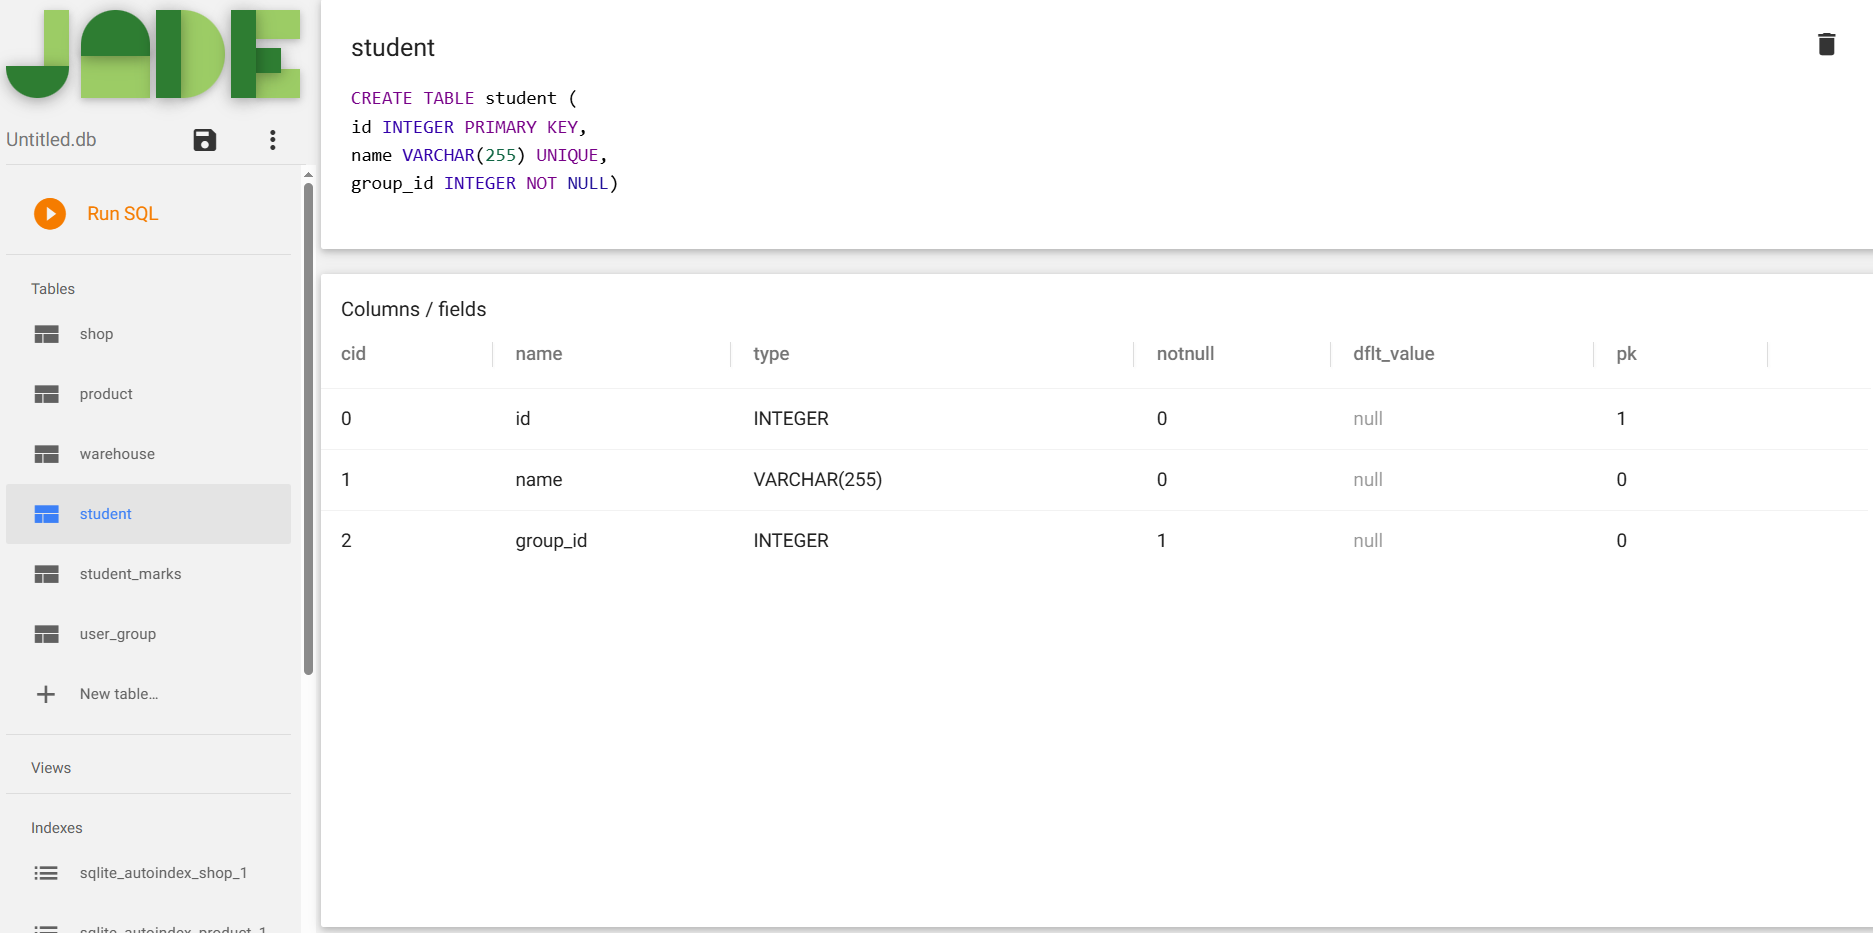 JADE
Untitled.db
Run SQL
Tables
shop
product
warehouse
student
student_marks
user_group
New table...
Views
Indexes
sqlite_autoindex_shop_1
sqlite_autoindex_product_1
student
CREATE TABLE student (
id INTEGER PRIMARY KEY,
name VARCHAR(255) UNIQUE,
group_id INTEGER NOT NULL)
Columns / fields
cid name type notnull dflt_value pk
0 id INTEGER 0 null 1
1 name VARCHAR(255) 0 null 0
2 group_id INTEGER 1 null 0